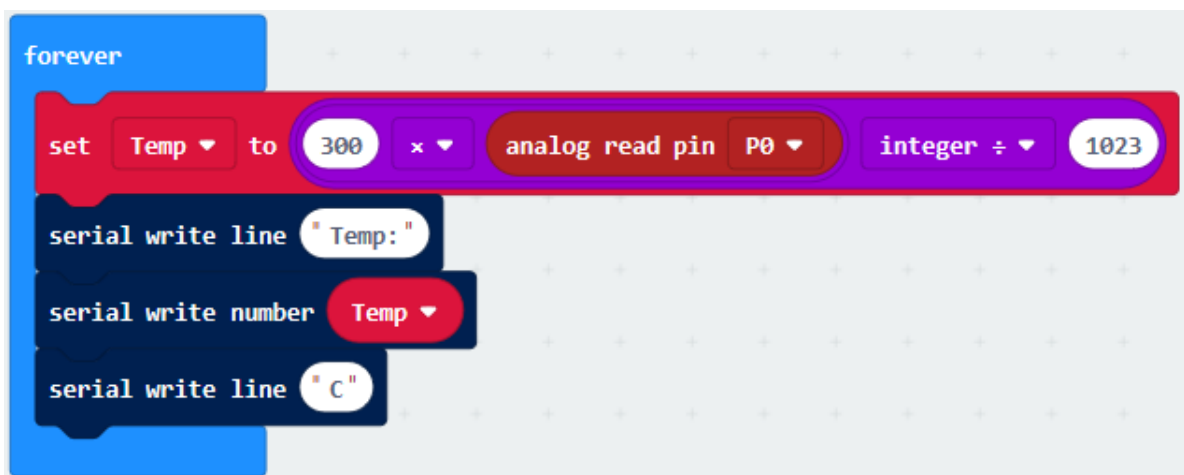 forever
set Temp to 300 × analog read pin P0 integer ÷ 1023
serial write line "Temp:"
serial write number Temp
serial write line "C"